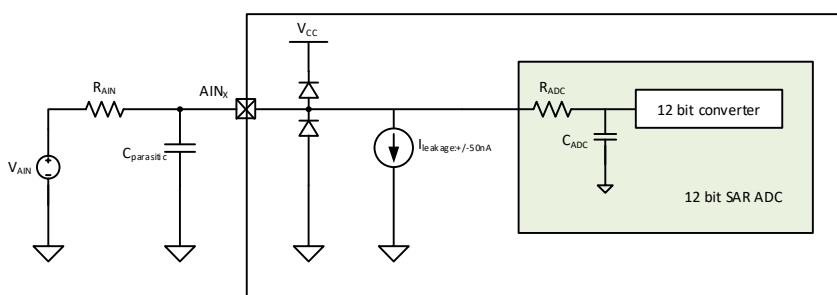 V_CC
R_AIN
AIN_X
R_ADC
12 bit converter
C_parasitic
I_leakage:+/-50nA
C_ADC
V_AIN
12 bit SAR ADC